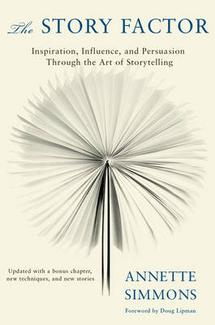 The STORY FACTOR
Inspiration, Influence, and Persuasion
Through the Art of Storytelling
Updated with a bonus chapter,
new techniques, and new stories
ANNETTE
SIMMONS
Foreword by Doug Lipman